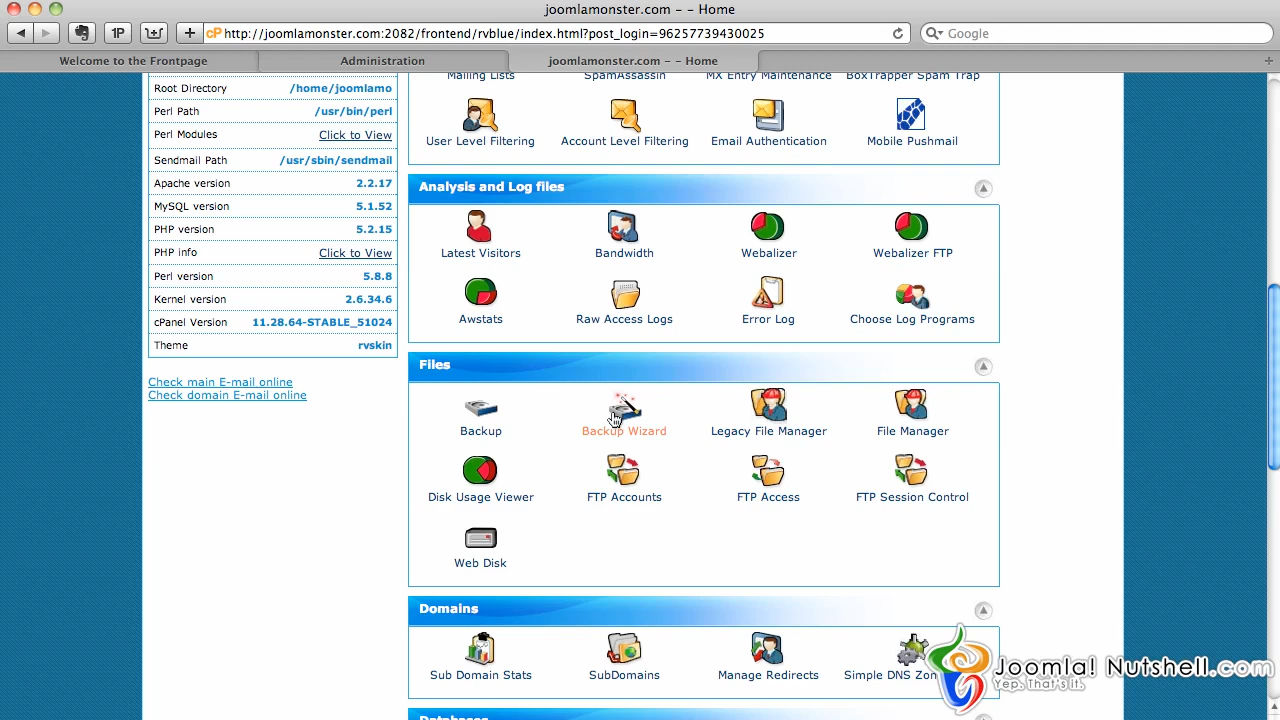 joomlamonster.com – – Home
1P
cP http://joomlamonster.com:2082/frontend/rvblue/index.html?post_login=96257739430025
Google
Welcome to the Frontpage
Administration
joomlamonster.com – – Home
Root Directory /home/joomlamo
Perl Path /usr/bin/perl
Perl Modules Click to View
Sendmail Path /usr/sbin/sendmail
Apache version 2.2.17
MySQL version 5.1.52
PHP version 5.2.15
PHP info Click to View
Perl version 5.8.8
Kernel version 2.6.34.6
cPanel Version 11.28.64-STABLE_51024
Theme rvskin
Check main E-mail online
Check domain E-mail online
Mailing Lists SpamAssassin MX Entry Maintenance BoxTrapper Spam Trap
User Level Filtering Account Level Filtering Email Authentication Mobile Pushmail
Analysis and Log files
Latest Visitors Bandwidth Webalizer Webalizer FTP
Awstats Raw Access Logs Error Log Choose Log Programs
Files
Backup Backup Wizard Legacy File Manager File Manager
Disk Usage Viewer FTP Accounts FTP Access FTP Session Control
Web Disk
Domains
Sub Domain Stats SubDomains Manage Redirects Simple DNS Zon
Databases
Joomla! Nutshell.com
Yep. That's it.